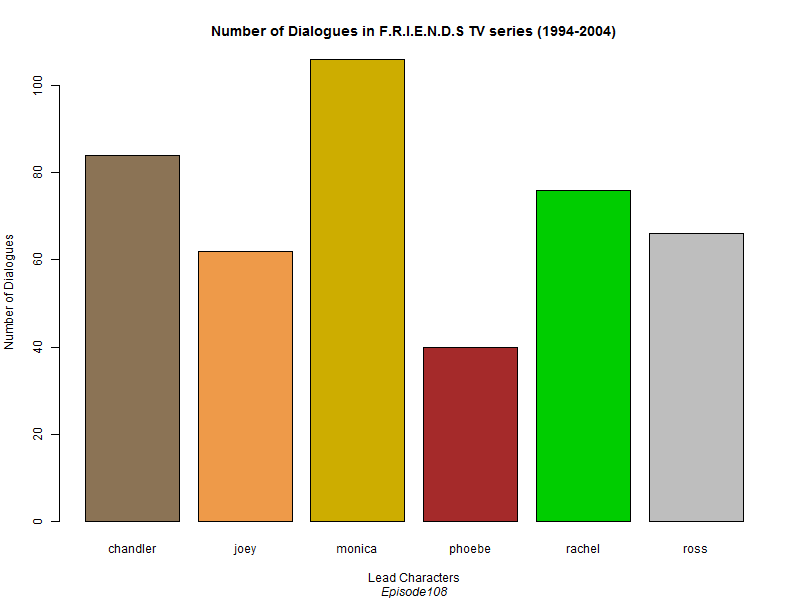 Number of Dialogues in F.R.I.E.N.D.S TV series (1994-2004)
Number of Dialogues
100
80
60
40
20
0
chandler joey monica phoebe rachel ross
Lead Characters
Episode108